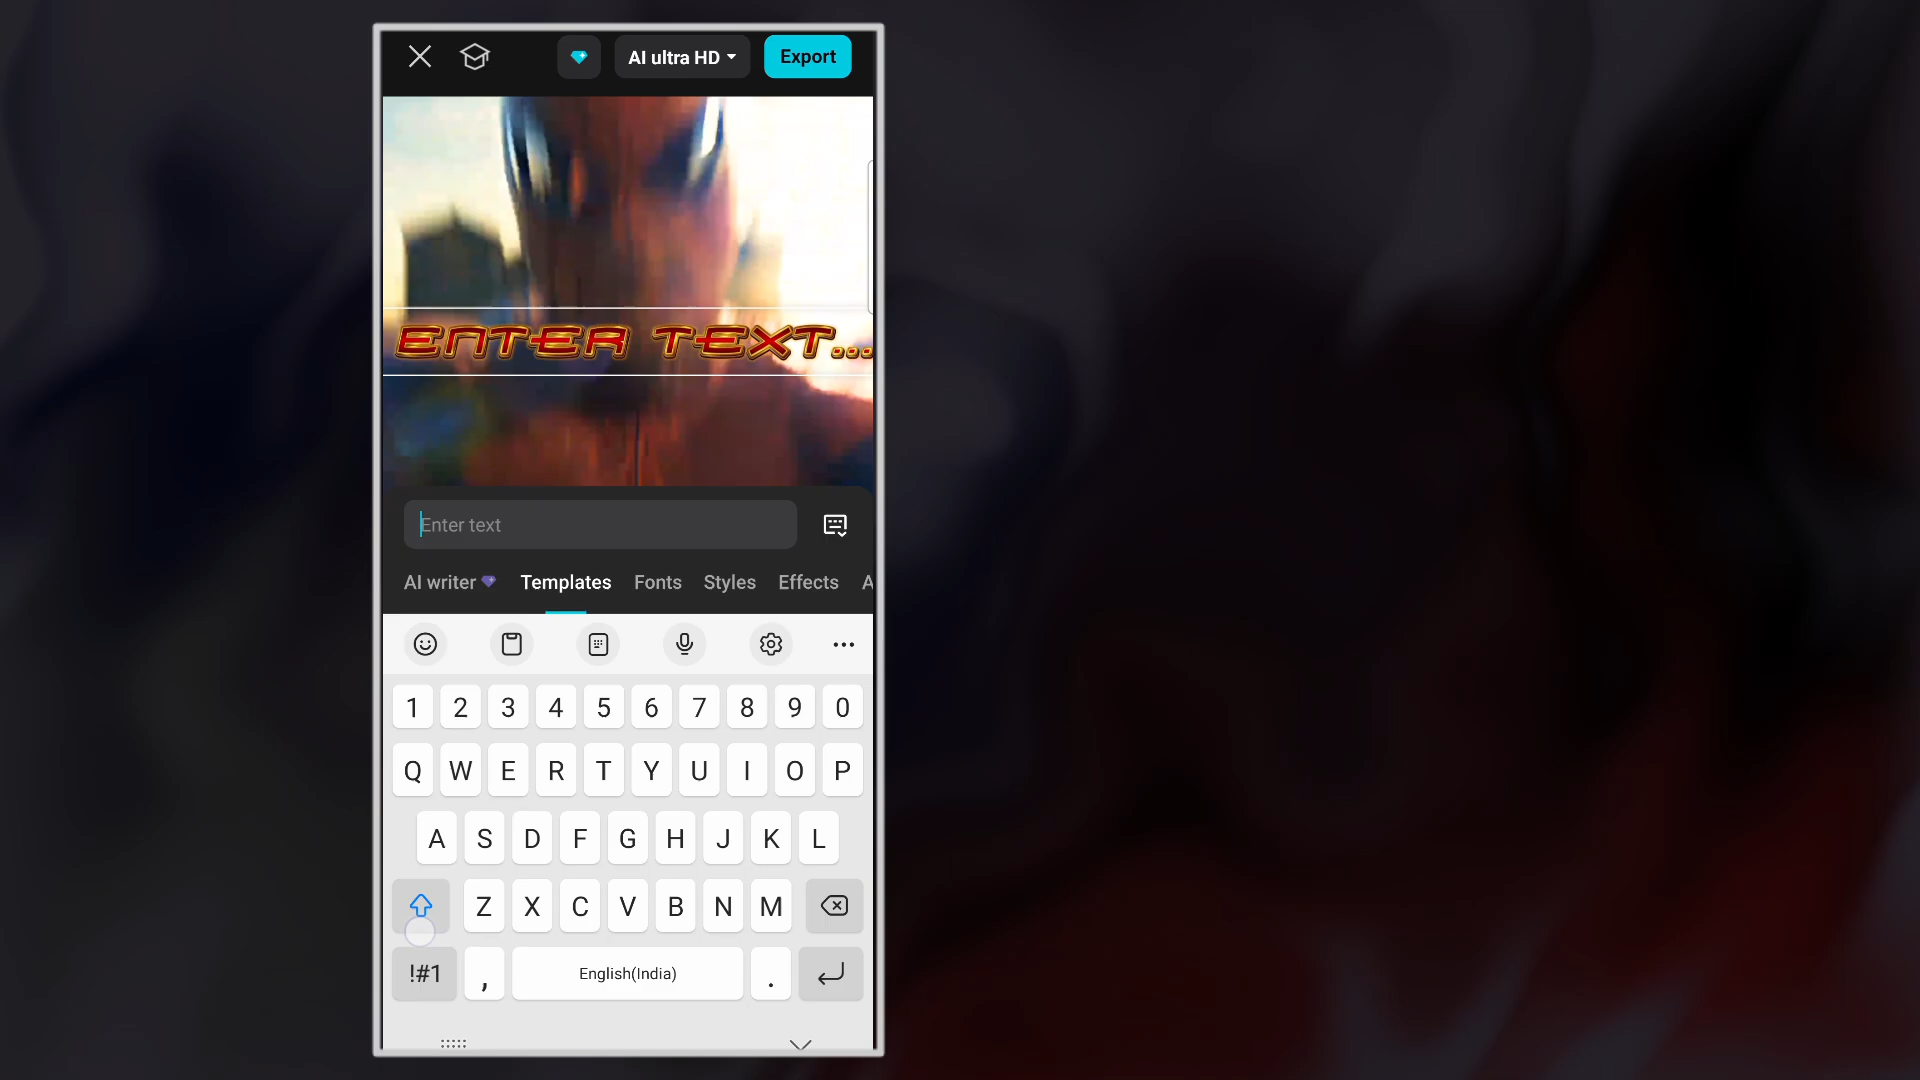 AI ultra HD
Export
ENTER TEXT...
Enter text
AI writer Templates Fonts Styles Effects A
1 2 3 4 5 6 7 8 9 0
Q W E R T Y U I O P
A S D F G H J K L
Z X C V B N M
!#1 , English(India) .